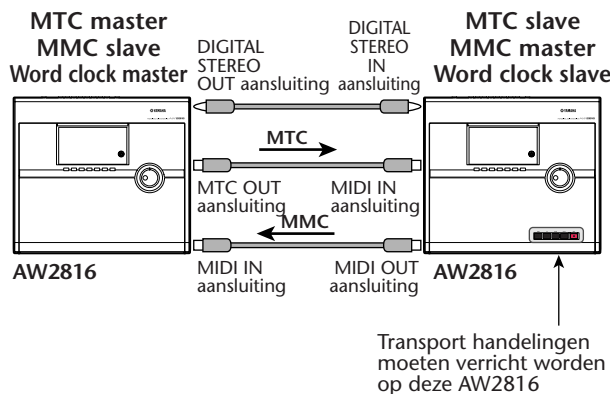 MTC master
MMC slave
Word clock master
DIGITAL
STEREO
OUT aansluiting
DIGITAL
STEREO
IN
aansluiting
MTC slave
MMC master
Word clock slave
MTC
MTC OUT
aansluiting
MIDI IN
aansluiting
MMC
MIDI IN
aansluiting
MIDI OUT
aansluiting
AW2816
AW2816
YAMAHA
YAMAHA
Transport handelingen
moeten verricht worden
op deze AW2816